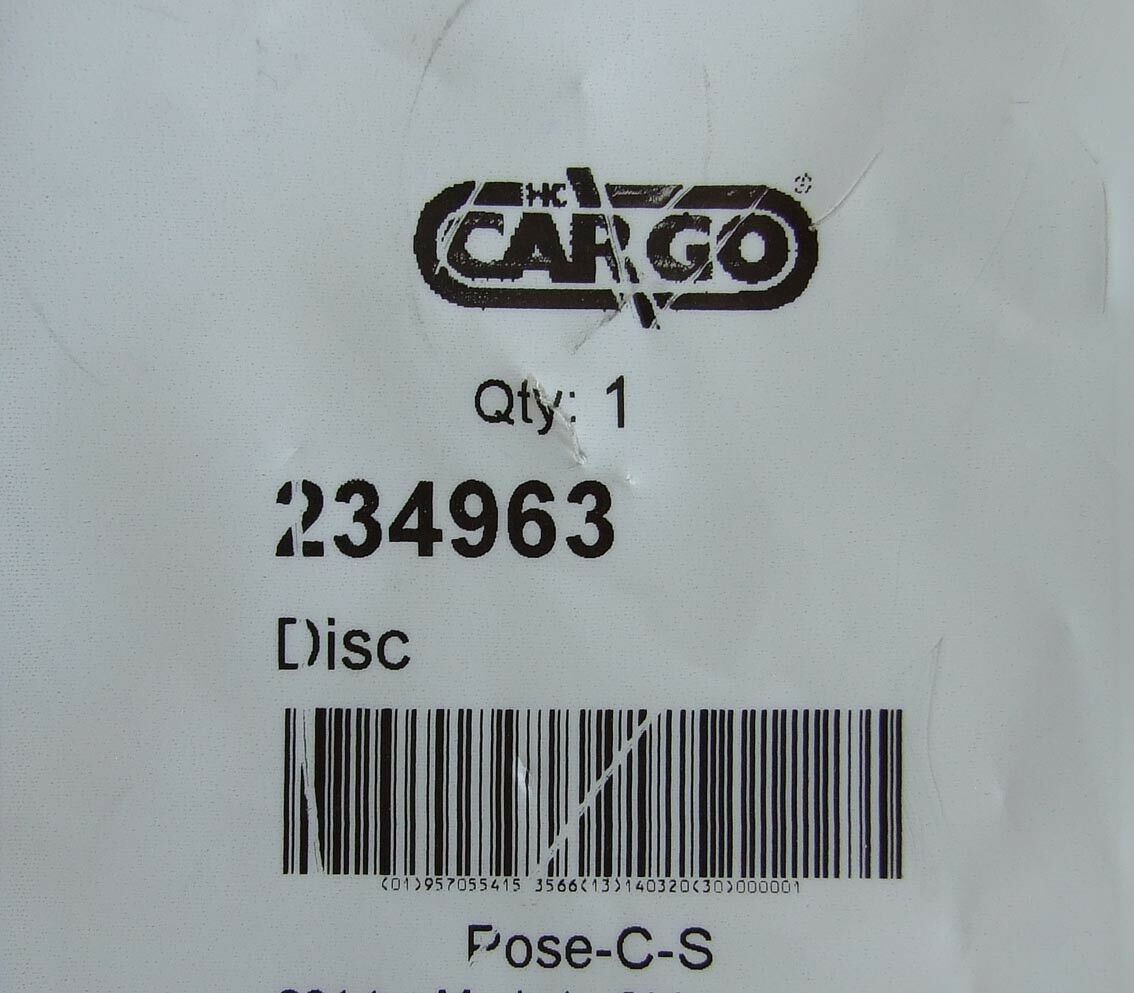 HC
CARGO®
Qty: 1
234963
Disc
(01)957055415 3566(13)140320(30)000001
Pose-C-S